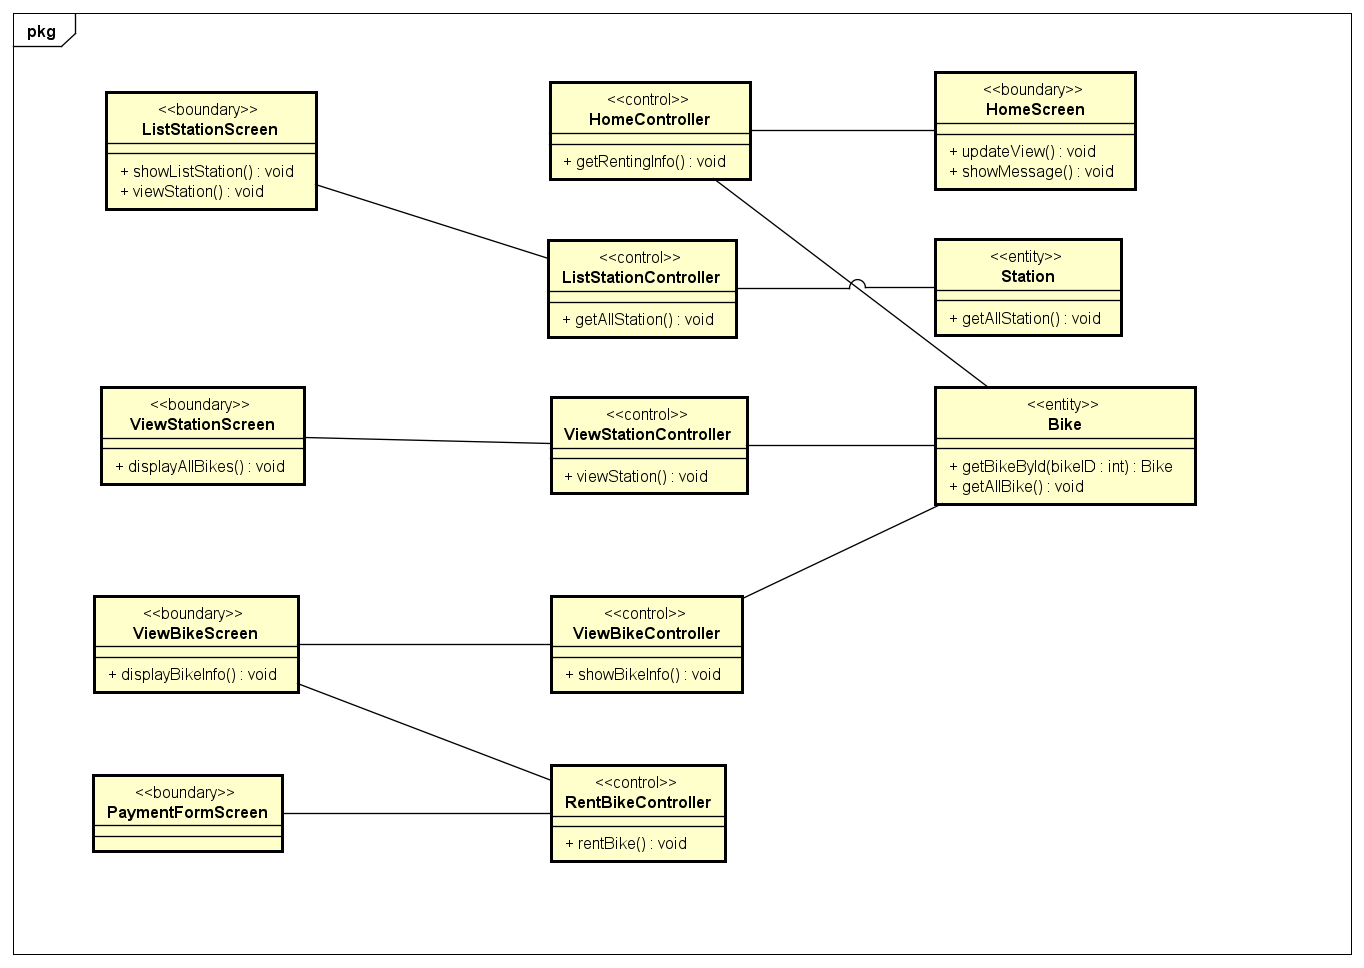 pkg
<<boundary>>
ListStationScreen
+ showListStation() : void
+ viewStation() : void
<<control>>
HomeController
+ getRentingInfo() : void
<<boundary>>
HomeScreen
+ updateView() : void
+ showMessage() : void
<<control>>
ListStationController
+ getAllStation() : void
<<entity>>
Station
+ getAllStation() : void
<<boundary>>
ViewStationScreen
+ displayAllBikes() : void
<<control>>
ViewStationController
+ viewStation() : void
<<entity>>
Bike
+ getBikeById(bikeID : int) : Bike
+ getAllBike() : void
<<boundary>>
ViewBikeScreen
+ displayBikeInfo() : void
<<control>>
ViewBikeController
+ showBikeInfo() : void
<<boundary>>
PaymentFormScreen
<<control>>
RentBikeController
+ rentBike() : void